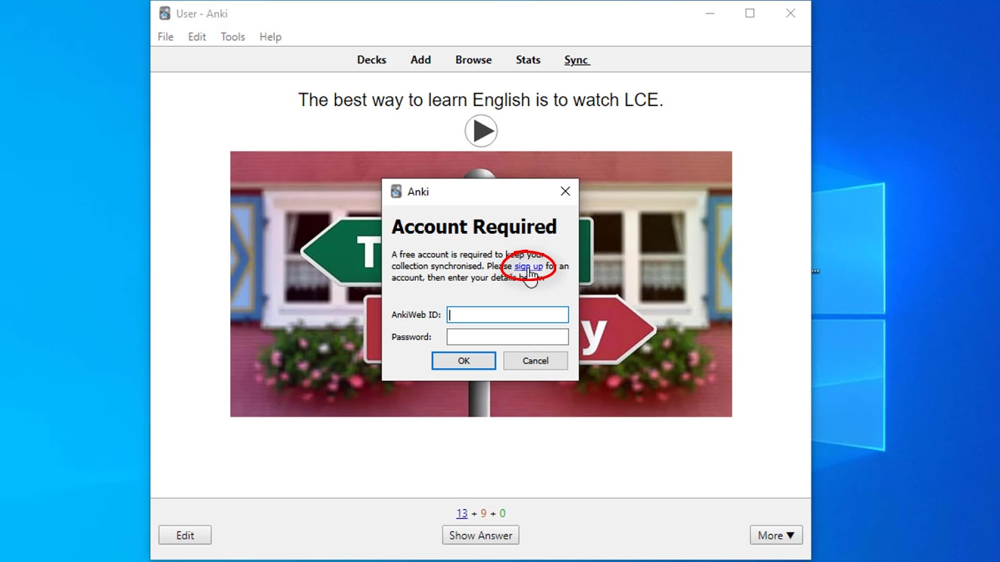 User - Anki
File Edit Tools Help
Decks Add Browse Stats Sync
The best way to learn English is to watch LCE.
Anki
Account Required
A free account is required to keep your
collection synchronised. Please sign up for an
account, then enter your details
T
y
AnkiWeb ID:
Password:
OK Cancel
13 + 9 + 0
Edit Show Answer More ▼